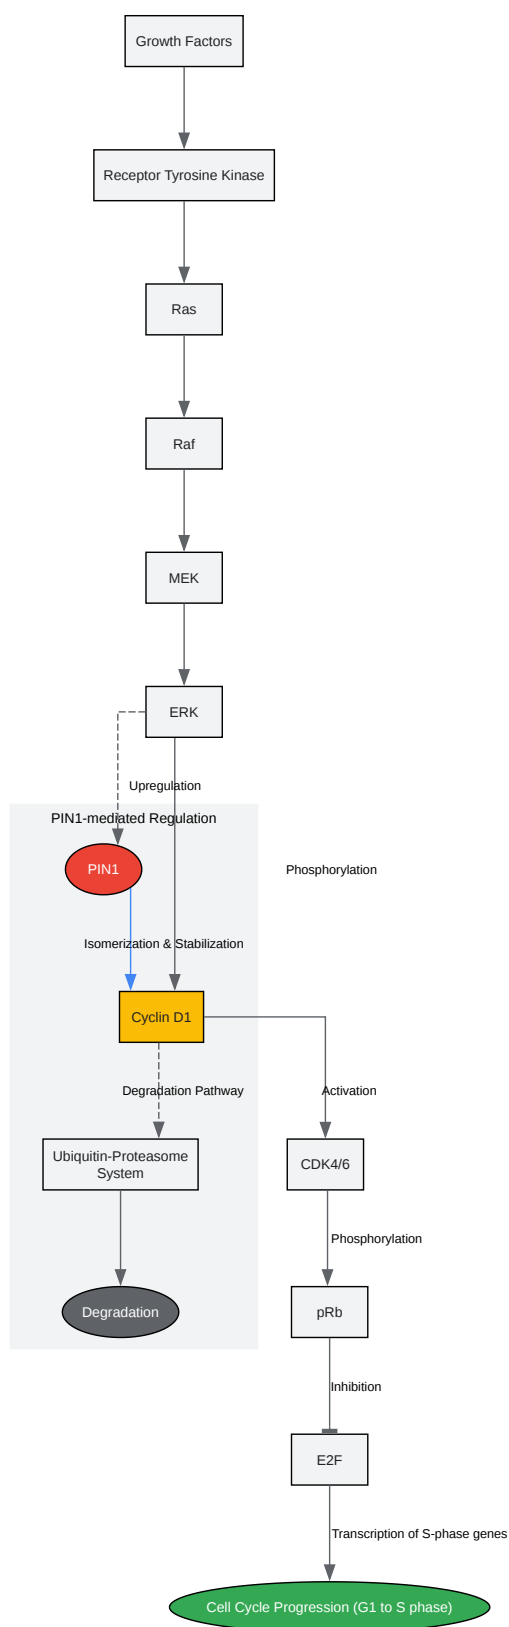 Growth Factors
Receptor Tyrosine Kinase
Ras
Raf
MEK
ERK
Upregulation
PIN1-mediated Regulation
PIN1
Phosphorylation
Isomerization & Stabilization
Cyclin D1
Degradation Pathway
Activation
Ubiquitin-Proteasome
System
CDK4/6
Phosphorylation
Degradation
pRb
Inhibition
E2F
Transcription of S-phase genes
Cell Cycle Progression (G1 to S phase)